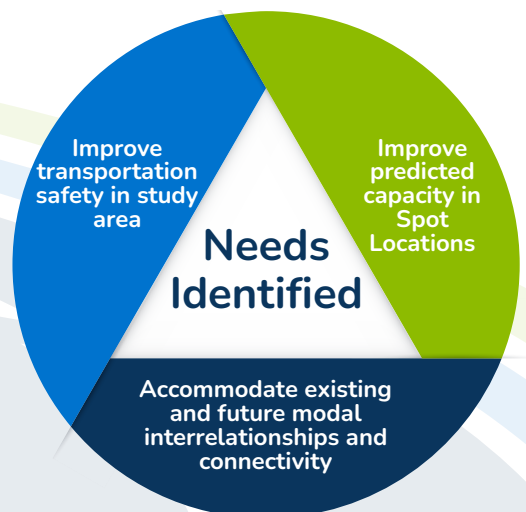 Improve
transportation
safety in study
area
Improve
predicted
capacity in
Spot
Locations
Needs
Identified
Accommodate existing
and future modal
interrelationships and
connectivity